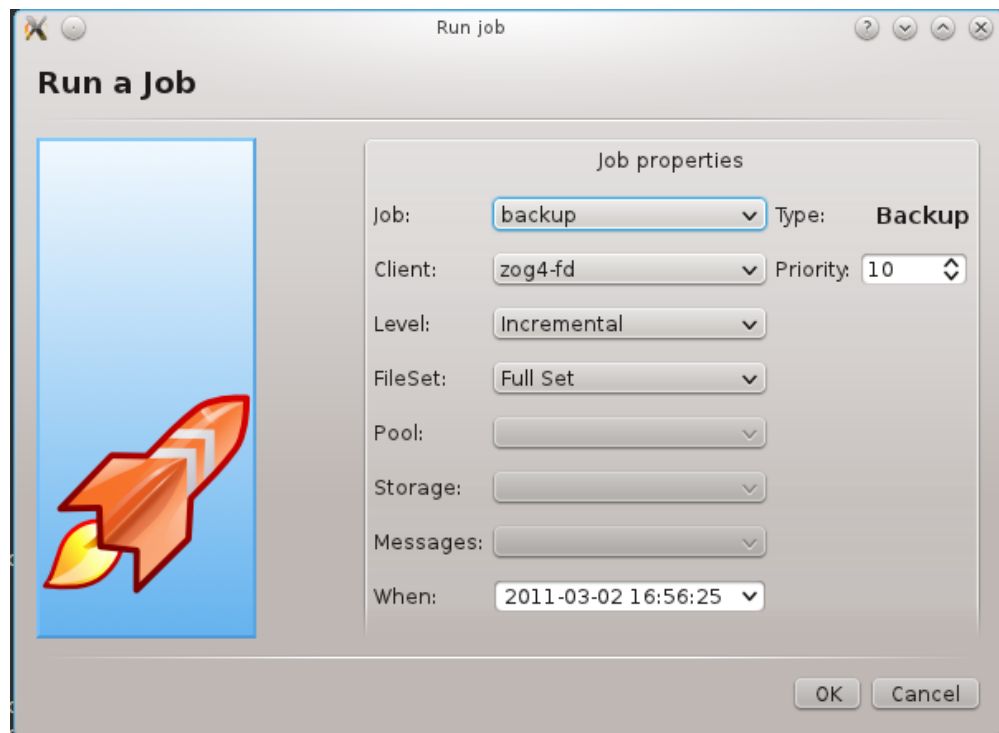 Run job
Run a Job
Job properties
Job: backup Type: Backup
Client: zog4-fd Priority: 10
Level: Incremental
FileSet: Full Set
Pool:
Storage:
Messages:
When: 2011-03-02 16:56:25
OK Cancel